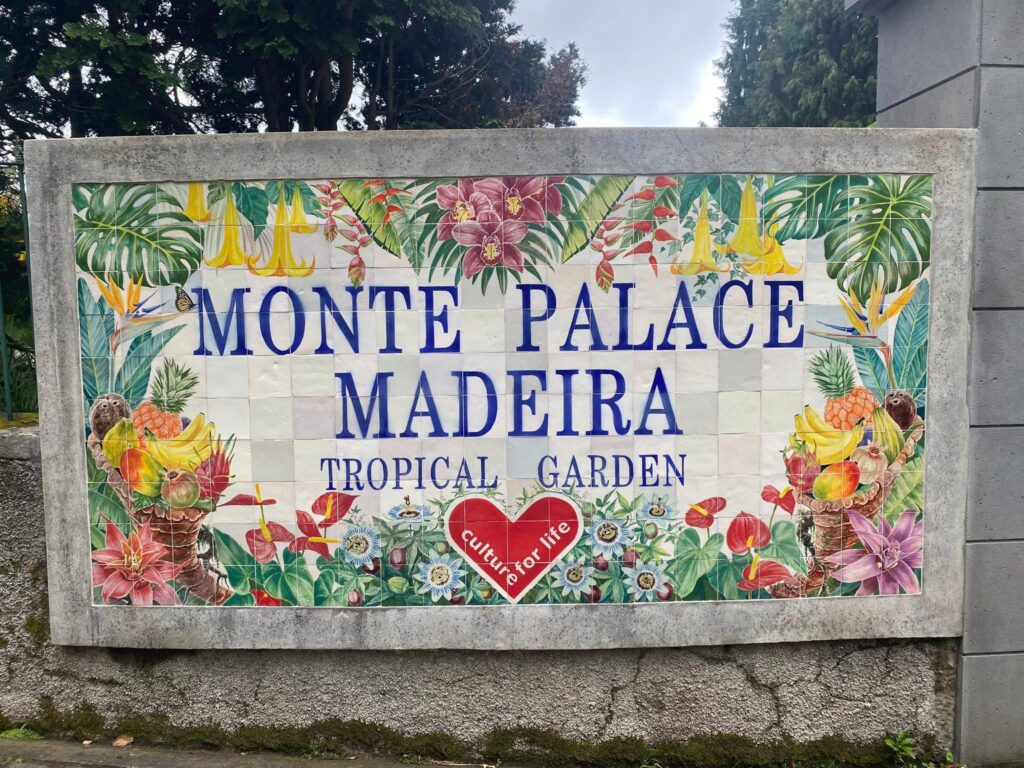 MONTE PALACE
MADEIRA
TROPICAL GARDEN
culture for life